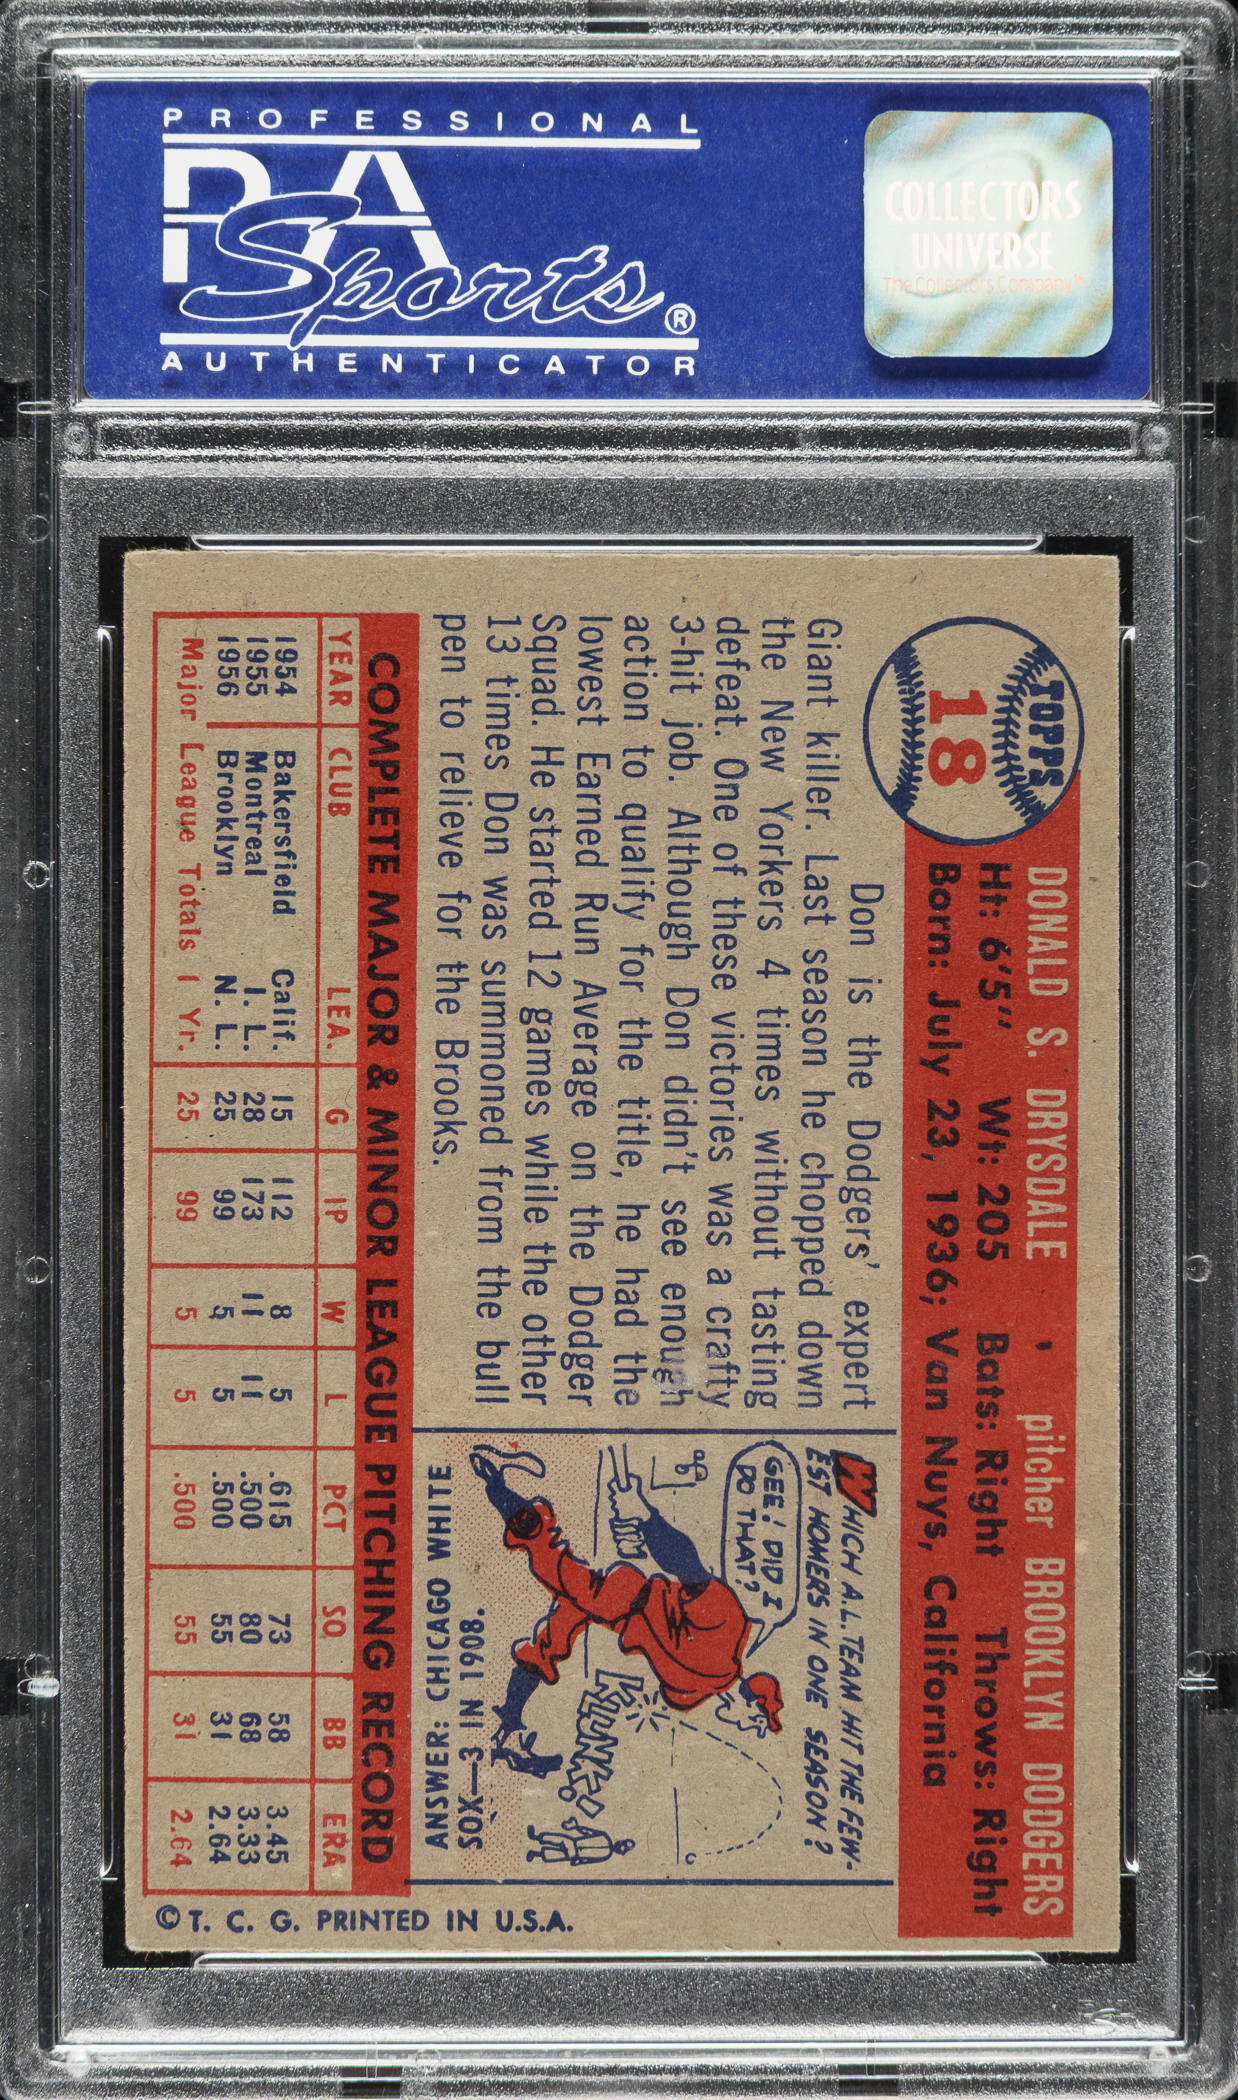 PROFESSIONAL
PSA
Sports®
AUTHENTICATOR
COLLECTORS
UNIVERSE
The Collectors Company™
TOPPS
18
DONALD S. DRYSDALE
pitcher BROOKLYN DODGERS
Ht: 6'5" Wt: 205 Bats: Right Throws: Right
Born: July 23, 1936; Van Nuys, California
Don is the Dodgers' expert
Giant killer. Last season he chopped down
the New Yorkers 4 times without tasting
defeat. One of these victories was a crafty
3-hit job. Although Don didn't see enough
action to qualify for the title, he had the
lowest Earned Run Average on the Dodger
Squad. He started 12 games while the other
13 times Don was summoned from the bull
pen to relieve for the Brooks.
WHICH A.L. TEAM HIT THE FEW-
EST HOMERS IN ONE SEASON?
GEE! DID I
DO THAT?
KLUNK!
ANSWER: CHICAGO WHITE
SOX—3 IN 1908.
COMPLETE MAJOR & MINOR LEAGUE PITCHING RECORD
YEAR CLUB LEA. G IP W L PCT SO BB ERA
1954 Bakersfield Calif. 15 112 8 5 .615 73 58 3.45
1955 Montreal I. L. 28 173 11 11 .500 80 68 3.33
1956 Brooklyn N. L. 25 99 5 5 .500 55 31 2.64
Major League Totals 1 Yr. 25 99 5 5 .500 55 31 2.64
© T. C. G. PRINTED IN U.S.A.